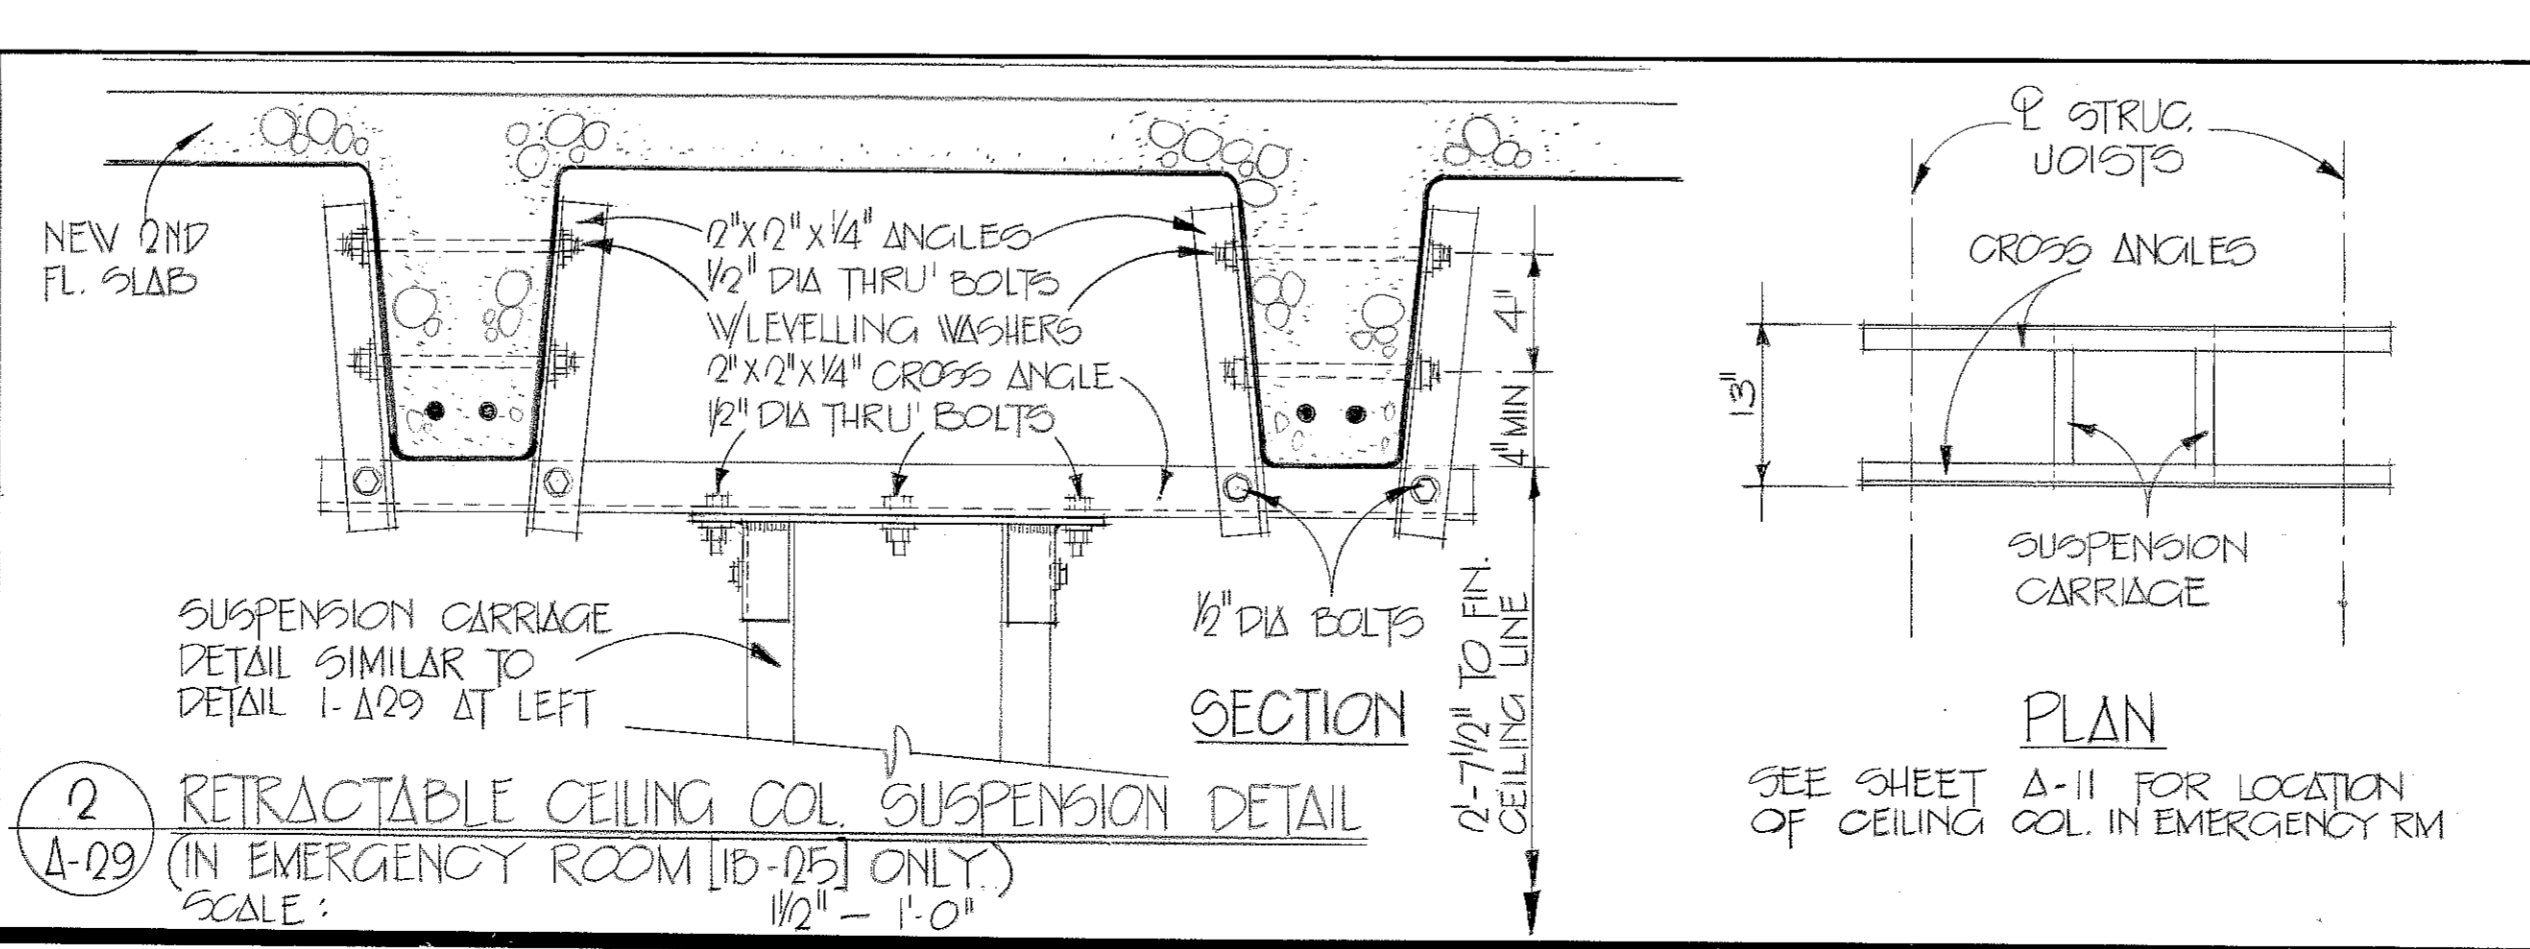 NEW 2ND
FL. SLAB
2"X2"X1/4" ANGLES
1/2" DIA THRU' BOLTS
W/LEVELLING WASHERS
2"X2"X1/4" CROSS ANGLE
1/2" DIA THRU' BOLTS
4"
4" MIN
2'-7 1/2" TO FIN.
CEILING LINE
1/2" DIA BOLTS
SUSPENSION CARRIAGE
DETAIL SIMILAR TO
DETAIL 1-A29 AT LEFT
SECTION
2
A-29
RETRACTABLE CEILING COL. SUSPENSION DETAIL
(IN EMERGENCY ROOM [1B-25] ONLY.)
SCALE: 1 1/2" — 1'-0"
℄ STRUC.
JOISTS
CROSS ANGLES
13"
SUSPENSION
CARRIAGE
PLAN
SEE SHEET A-11 FOR LOCATION
OF CEILING COL. IN EMERGENCY RM